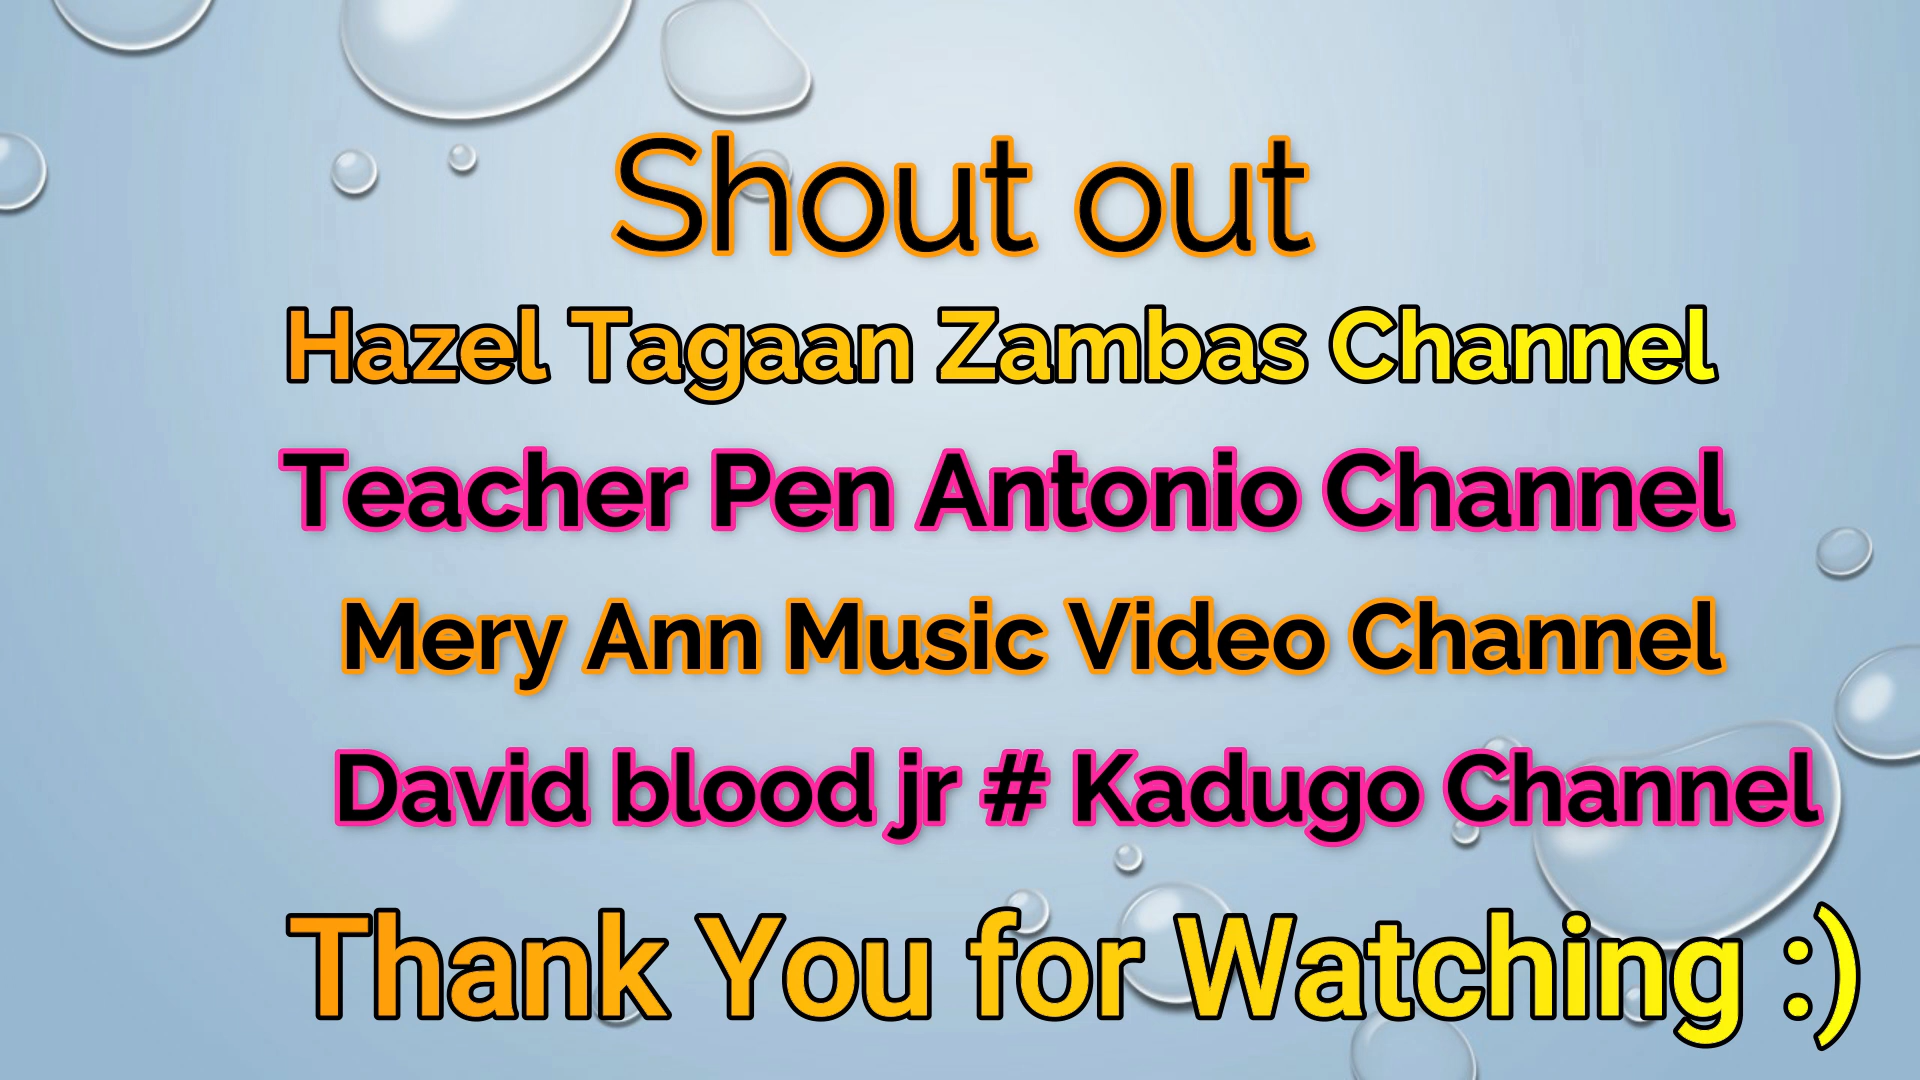 Shout out
Hazel Tagaan Zambas Channel
Teacher Pen Antonio Channel
Mery Ann Music Video Channel
David blood jr # Kadugo Channel
Thank You for Watching :)